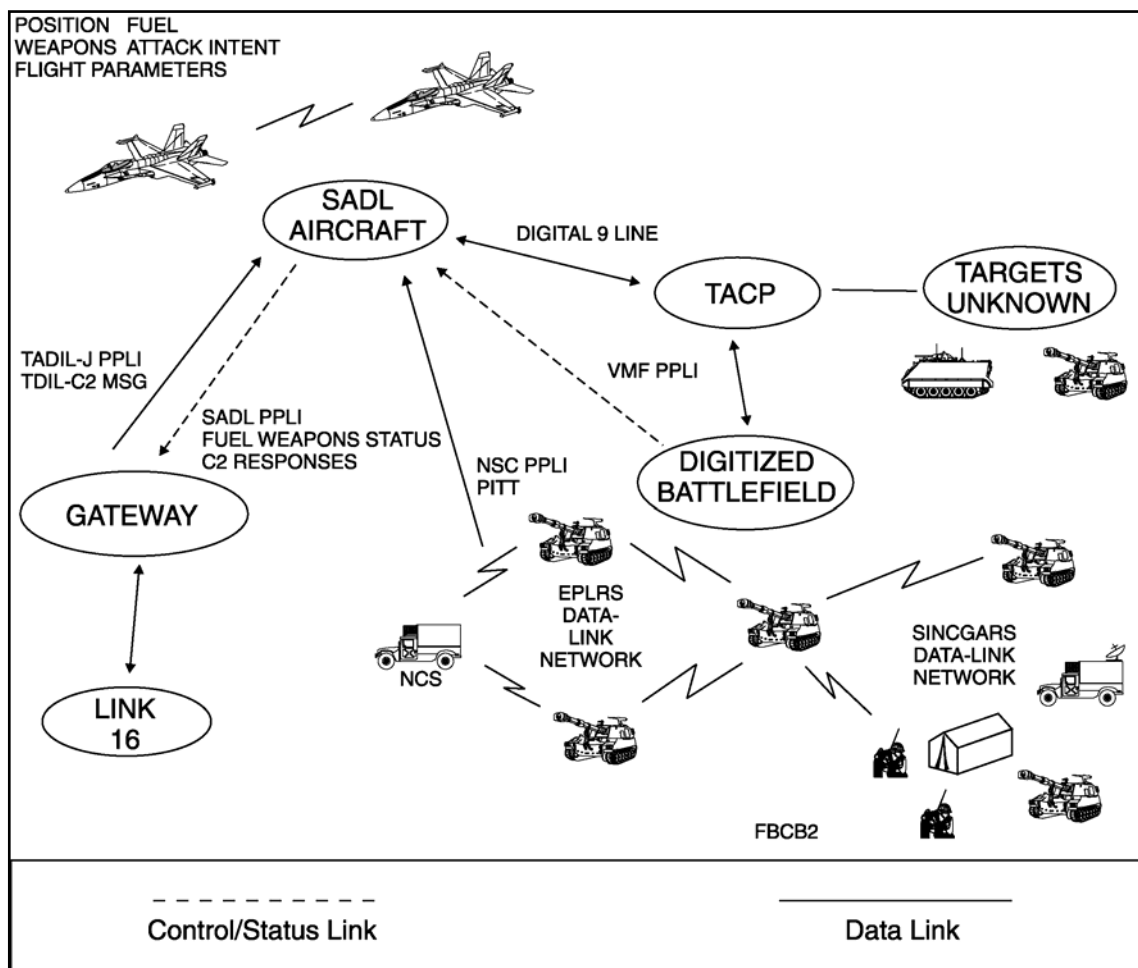 POSITION FUEL
WEAPONS ATTACK INTENT
FLIGHT PARAMETERS
SADL
AIRCRAFT
DIGITAL 9 LINE
TACP
TARGETS
UNKNOWN
TADIL-J PPLI
TDIL-C2 MSG
VMF PPLI
SADL PPLI
FUEL WEAPONS STATUS
C2 RESPONSES
NSC PPLI
PITT
DIGITIZED
BATTLEFIELD
GATEWAY
EPLRS
DATA-
LINK
NETWORK
SINCGARS
DATA-LINK
NETWORK
NCS
LINK
16
FBCB2
Control/Status Link
Data Link